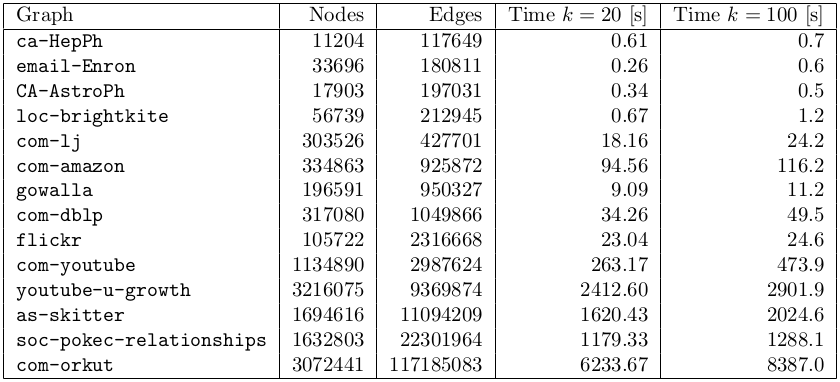 Graph Nodes Edges Time k = 20 [s] Time k = 100 [s]
ca-HepPh 11204 117649 0.61 0.7
email-Enron 33696 180811 0.26 0.6
CA-AstroPh 17903 197031 0.34 0.5
loc-brightkite 56739 212945 0.67 1.2
com-lj 303526 427701 18.16 24.2
com-amazon 334863 925872 94.56 116.2
gowalla 196591 950327 9.09 11.2
com-dblp 317080 1049866 34.26 49.5
flickr 105722 2316668 23.04 24.6
com-youtube 1134890 2987624 263.17 473.9
youtube-u-growth 3216075 9369874 2412.60 2901.9
as-skitter 1694616 11094209 1620.43 2024.6
soc-pokec-relationships 1632803 22301964 1179.33 1288.1
com-orkut 3072441 117185083 6233.67 8387.0